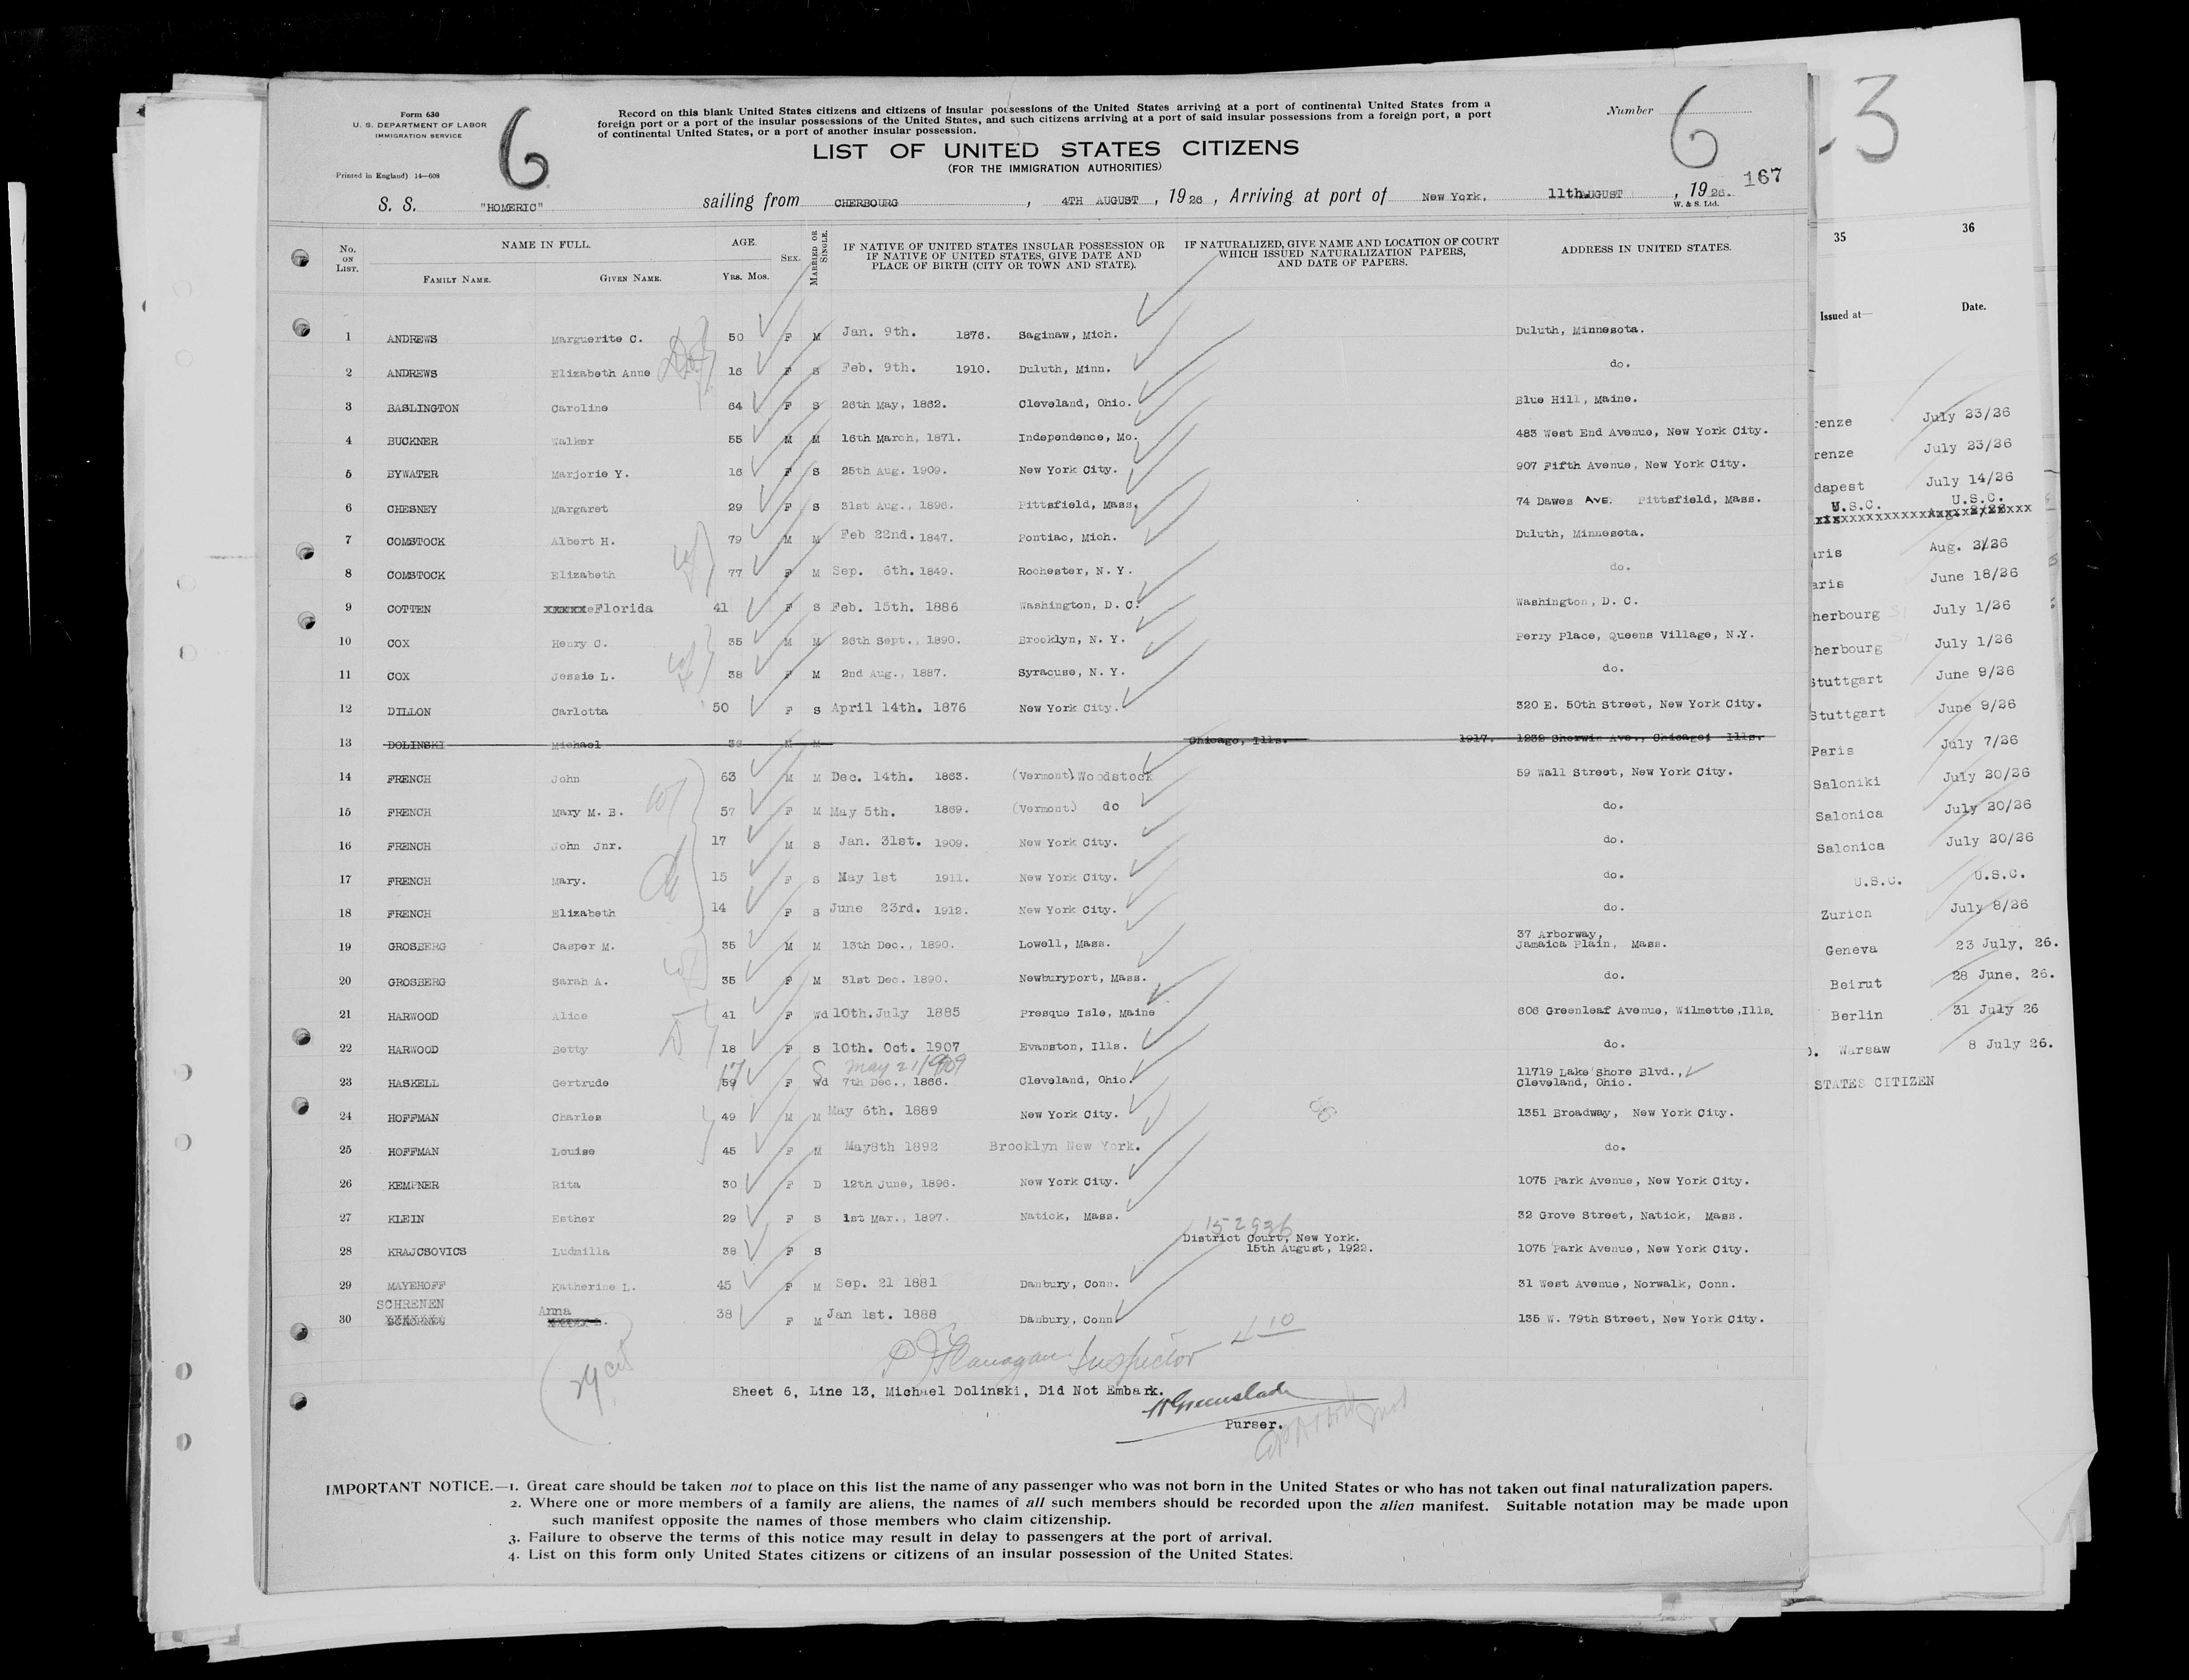 Form 630
U. S. DEPARTMENT OF LABOR
IMMIGRATION SERVICE
Printed in England) 14—608
6
Record on this blank United States citizens and citizens of insular possessions of the United States arriving at a port of continental United States from a
foreign port or a port of the insular possessions of the United States, and such citizens arriving at a port of said insular possessions from a foreign port, a port
of continental United States, or a port of another insular possession.
LIST OF UNITED STATES CITIZENS
(FOR THE IMMIGRATION AUTHORITIES)
Number 6
167
S. S. "HOMERIC" sailing from CHERBOURG, 4TH AUGUST, 1926, Arriving at port of New York, 11th AUGUST, 1926.
W. & S. Ltd.
No. ON LIST. NAME IN FULL. FAMILY NAME. GIVEN NAME. AGE. YRS. MOS. SEX. MARRIED OR SINGLE. IF NATIVE OF UNITED STATES INSULAR POSSESSION OR IF NATIVE OF UNITED STATES, GIVE DATE AND PLACE OF BIRTH (CITY OR TOWN AND STATE). IF NATURALIZED, GIVE NAME AND LOCATION OF COURT WHICH ISSUED NATURALIZATION PAPERS, AND DATE OF PAPERS. ADDRESS IN UNITED STATES.
1 ANDREWS Marguerite C. 50 F M Jan. 9th. 1876. Saginaw, Mich. Duluth, Minnesota.
2 ANDREWS Elizabeth Anne 16 F S Feb. 9th. 1910. Duluth, Minn. do.
3 BASLINGTON Caroline 64 F S 26th May, 1862. Cleveland, Ohio. Blue Hill, Maine.
4 BUCKNER Walker 55 M M 16th March, 1871. Independence, Mo. 483 West End Avenue, New York City.
5 BYWATER Marjorie Y. 16 F S 25th Aug. 1909. New York City. 907 Fifth Avenue, New York City.
6 CHESNEY Margaret 29 F S 31st Aug., 1896. Pittsfield, Mass. 74 Dawes Ave. Pittsfield, Mass.
7 COMSTOCK Albert H. 79 M M Feb 22nd. 1847. Pontiac, Mich. Duluth, Minnesota.
8 COMSTOCK Elizabeth 77 F M Sep. 6th. 1849. Rochester, N.Y. do.
9 COTTEN Florida 41 F S Feb. 15th. 1886 Washington, D. C. Washington, D. C.
10 COX Henry C. 35 M M 26th Sept., 1890. Brooklyn, N. Y. Perry Place, Queens Village, N.Y.
11 COX Jessie L. 38 F M 2nd Aug., 1887. Syracuse, N. Y. do.
12 DILLON Carlotta 50 F S April 14th. 1876 New York City. 320 E. 50th Street, New York City.
13 DOLINSKI Michael 36 M M Chicago, Ills. 1917. 1232 Sherwin Ave., Chicago, Ills.
14 FRENCH John 63 M M Dec. 14th. 1863. (Vermont) Woodstock 59 Wall Street, New York City.
15 FRENCH Mary M. B. 57 F M May 5th. 1869. (Vermont) do do.
16 FRENCH John Jnr. 17 M S Jan. 31st. 1909. New York City. do.
17 FRENCH Mary. 15 F S May 1st 1911. New York City. do.
18 FRENCH Elizabeth 14 F S June 23rd. 1912. New York City. do.
19 GROSBERG Casper M. 35 M M 13th Dec., 1890. Lowell, Mass. 37 Arborway, Jamaica Plain, Mass.
20 GROSBERG Sarah A. 35 F M 31st Dec. 1890. Newburyport, Mass. do.
21 HARWOOD Alice 41 F Wd 10th. July 1885 Presque Isle, Maine 606 Greenleaf Avenue, Wilmette, Ills.
22 HARWOOD Betty 18 F S 10th. Oct. 1907 Evanston, Ills. do.
17 S May 21/1909
23 HASKELL Gertrude 59 F Wd 7th Dec., 1866. Cleveland, Ohio. 11719 Lake Shore Blvd., Cleveland, Ohio.
24 HOFFMAN Charles 49 M M May 6th. 1889 New York City. 1351 Broadway, New York City.
25 HOFFMAN Louise 45 F M May8th 1892 Brooklyn New York. do.
26 KEMPNER Rita 30 F D 12th June, 1896. New York City. 1075 Park Avenue, New York City.
27 KLEIN Esther 29 F S 1st Mar., 1897. Natick, Mass. 32 Grove Street, Natick, Mass.
152936
28 KRAJCSOVICS Ludmilla 38 F S District Court, New York. 15th August, 1922. 1075 Park Avenue, New York City.
29 MAYEHOFF Katherine L. 45 F M Sep. 21 1881 Danbury, Conn. 31 West Avenue, Norwalk, Conn.
30 SCHRENEN Anna 38 F M Jan 1st. 1888 Danbury, Conn 135 W. 79th Street, New York City.
P J Flanagan Inspector
29 cit
Sheet 6, Line 13, Michael Dolinski, Did Not Embark.
Purser.
IMPORTANT NOTICE.—1. Great care should be taken not to place on this list the name of any passenger who was not born in the United States or who has not taken out final naturalization papers.
2. Where one or more members of a family are aliens, the names of all such members should be recorded upon the alien manifest. Suitable notation may be made upon
such manifest opposite the names of those members who claim citizenship.
3. Failure to observe the terms of this notice may result in delay to passengers at the port of arrival.
4. List on this form only United States citizens or citizens of an insular possession of the United States.
3
35 36
Issued at— Date.
renze July 23/26
renze July 23/26
dapest July 14/26
U.S.C. U.S.C.
aris Aug. 3/26
aris June 18/26
herbourg July 1/26
herbourg July 1/26
Stuttgart June 9/26
Stuttgart June 9/26
Paris July 7/26
Saloniki July 20/26
Salonica July 20/26
Salonica July 20/26
U.S.C. U.S.C.
Zurich July 8/26
Geneva 23 July, 26.
Beirut 28 June, 26.
Berlin 31 July 26
Warsaw 8 July 26.
STATES CITIZEN